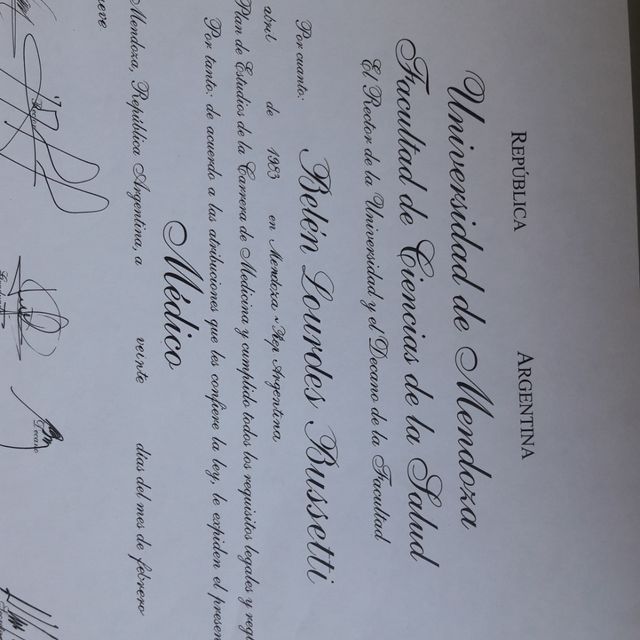 REPÚBLICA ARGENTINA
Universidad de Mendoza
Facultad de Ciencias de la Salud
El Rector de la Universidad y el Decano de la Facultad
Por cuanto: Belén Lourdes Bussetti
abril de 1983 en Mendoza - Rep. Argentina
Plan de Estudios de la Carrera de Medicina y cumplido todos los requisitos legales y
Por tanto: de acuerdo a las atribuciones que les confiere la ley, le expiden el
Médico
Mendoza, República Argentina, a veinte días del mes de febrero
Decano